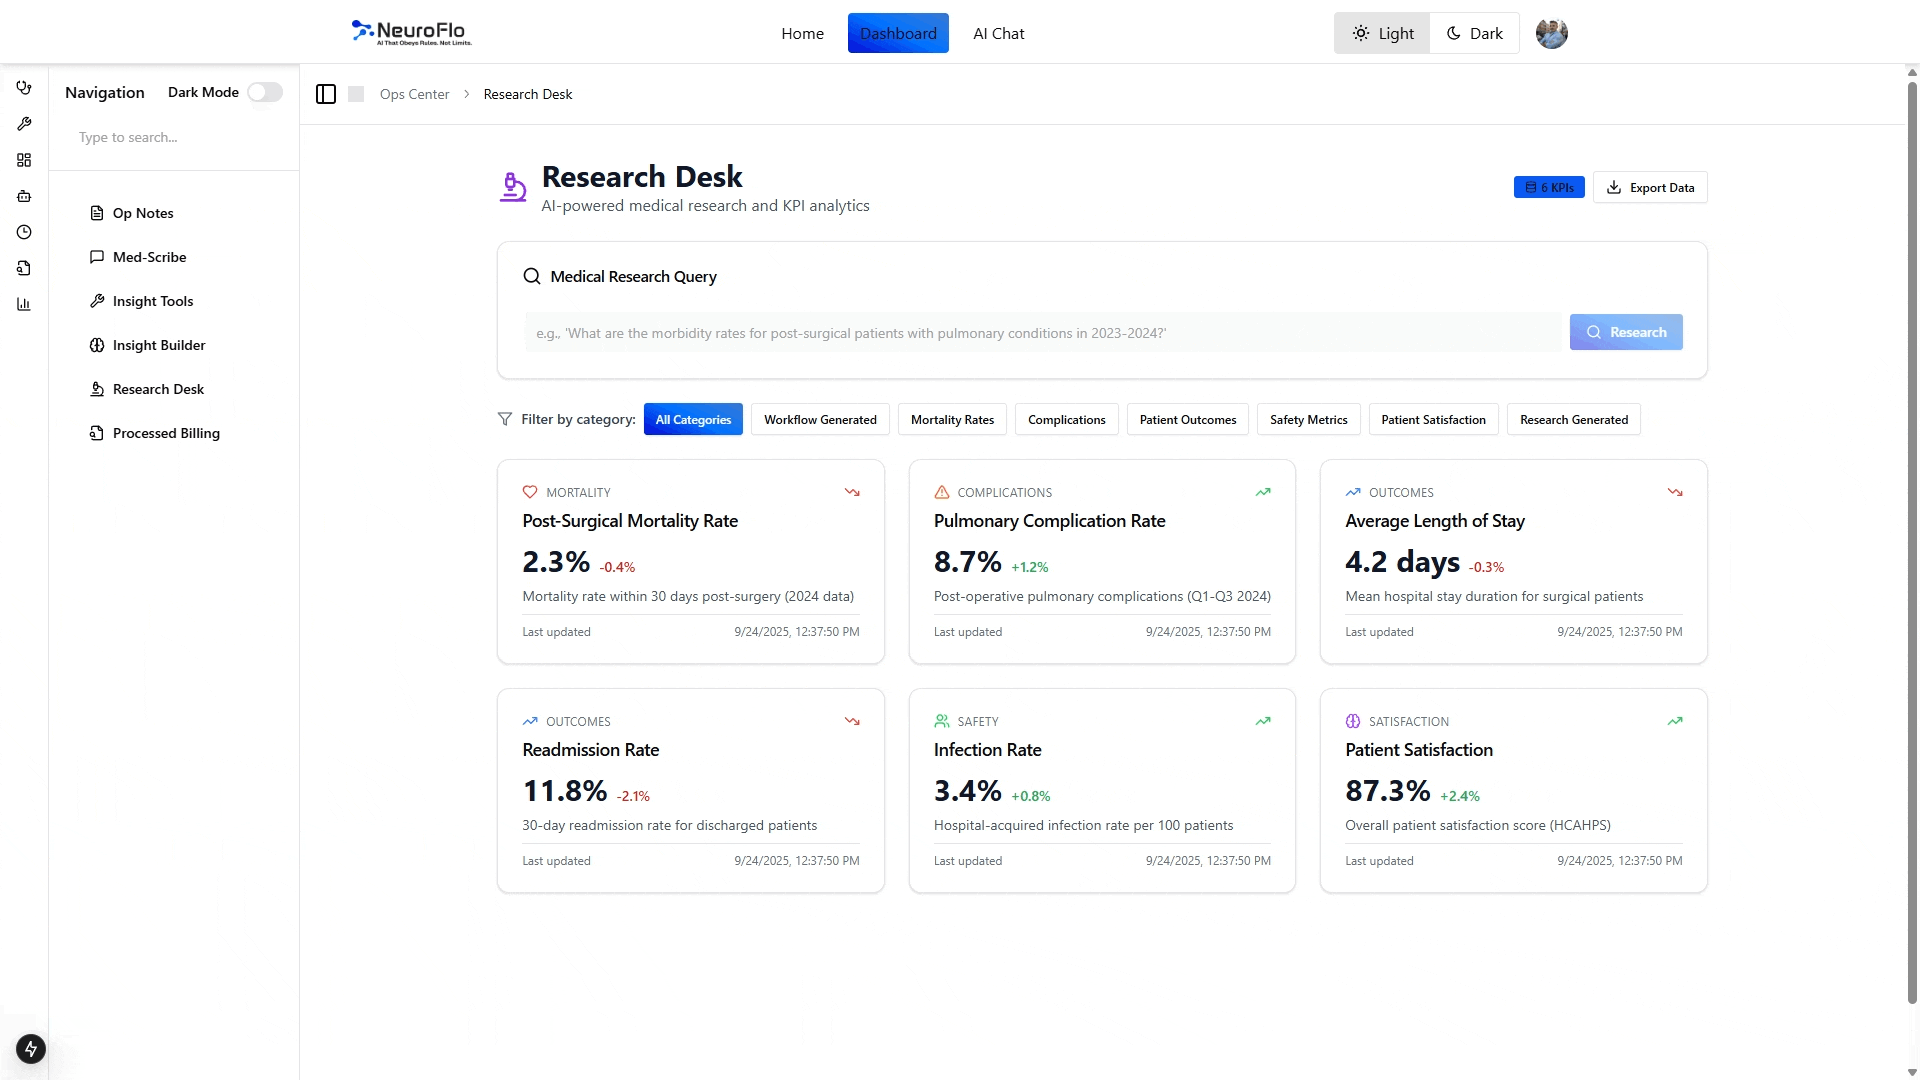 NeuroFlo
AI That Obeys Rules. Not Limits.
Home
Dashboard
AI Chat
Light
Dark
Navigation
Dark Mode
Type to search...
Op Notes
Med-Scribe
Insight Tools
Insight Builder
Research Desk
Processed Billing
Ops Center
Research Desk
Research Desk
AI-powered medical research and KPI analytics
6 KPIs
Export Data
Medical Research Query
e.g., 'What are the morbidity rates for post-surgical patients with pulmonary conditions in 2023-2024?'
Research
Filter by category:
All Categories
Workflow Generated
Mortality Rates
Complications
Patient Outcomes
Safety Metrics
Patient Satisfaction
Research Generated
MORTALITY
Post-Surgical Mortality Rate
2.3% -0.4%
Mortality rate within 30 days post-surgery (2024 data)
Last updated 9/24/2025, 12:37:50 PM
COMPLICATIONS
Pulmonary Complication Rate
8.7% +1.2%
Post-operative pulmonary complications (Q1-Q3 2024)
Last updated 9/24/2025, 12:37:50 PM
OUTCOMES
Average Length of Stay
4.2 days -0.3%
Mean hospital stay duration for surgical patients
Last updated 9/24/2025, 12:37:50 PM
OUTCOMES
Readmission Rate
11.8% -2.1%
30-day readmission rate for discharged patients
Last updated 9/24/2025, 12:37:50 PM
SAFETY
Infection Rate
3.4% +0.8%
Hospital-acquired infection rate per 100 patients
Last updated 9/24/2025, 12:37:50 PM
SATISFACTION
Patient Satisfaction
87.3% +2.4%
Overall patient satisfaction score (HCAHPS)
Last updated 9/24/2025, 12:37:50 PM